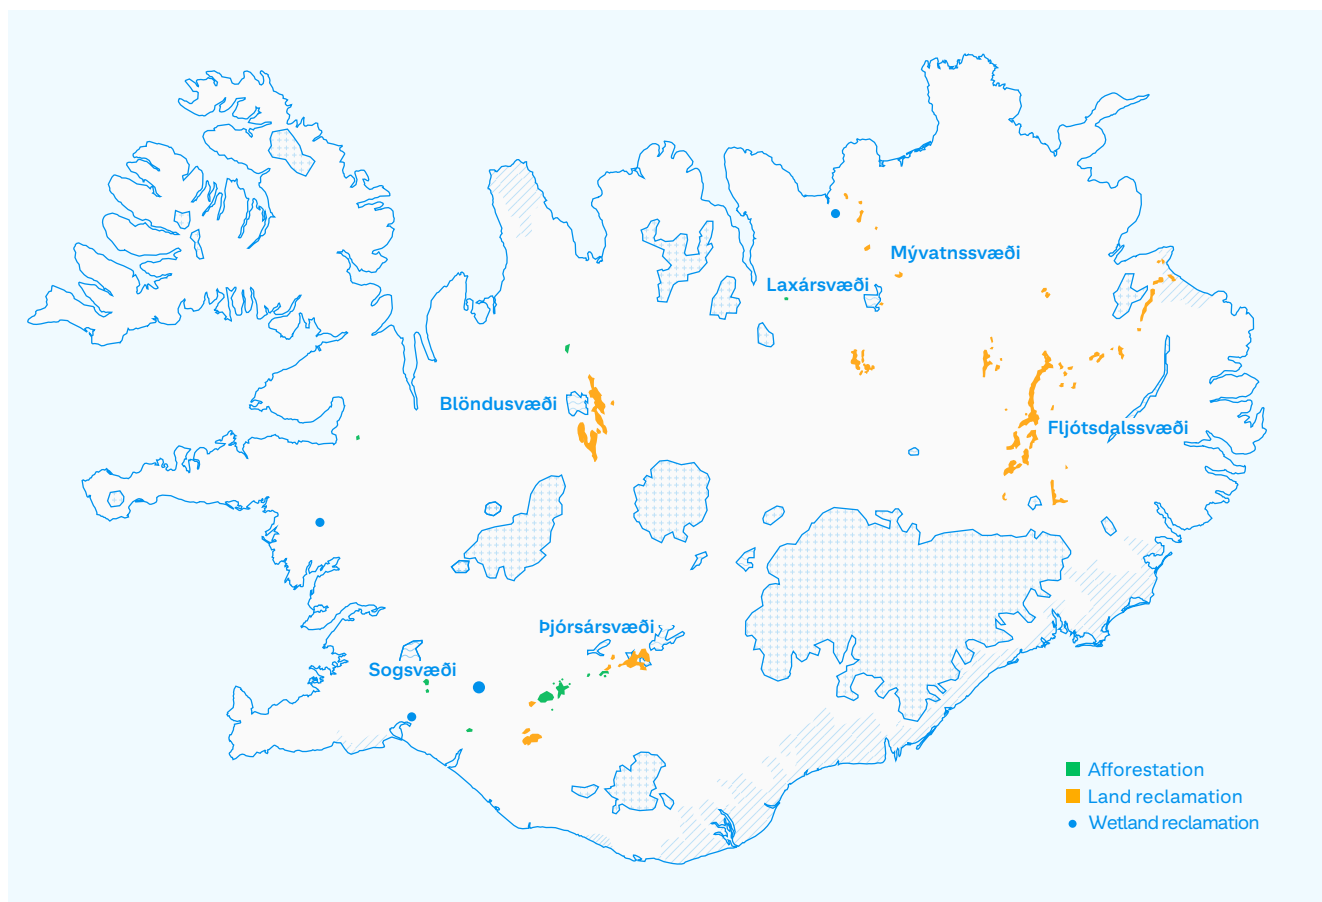 Mývatnssvæði
Laxársvæði
Blöndusvæði
Fljótsdalssvæði
Þjórsársvæði
Sogsvæði
Afforestation
Land reclamation
Wetland reclamation